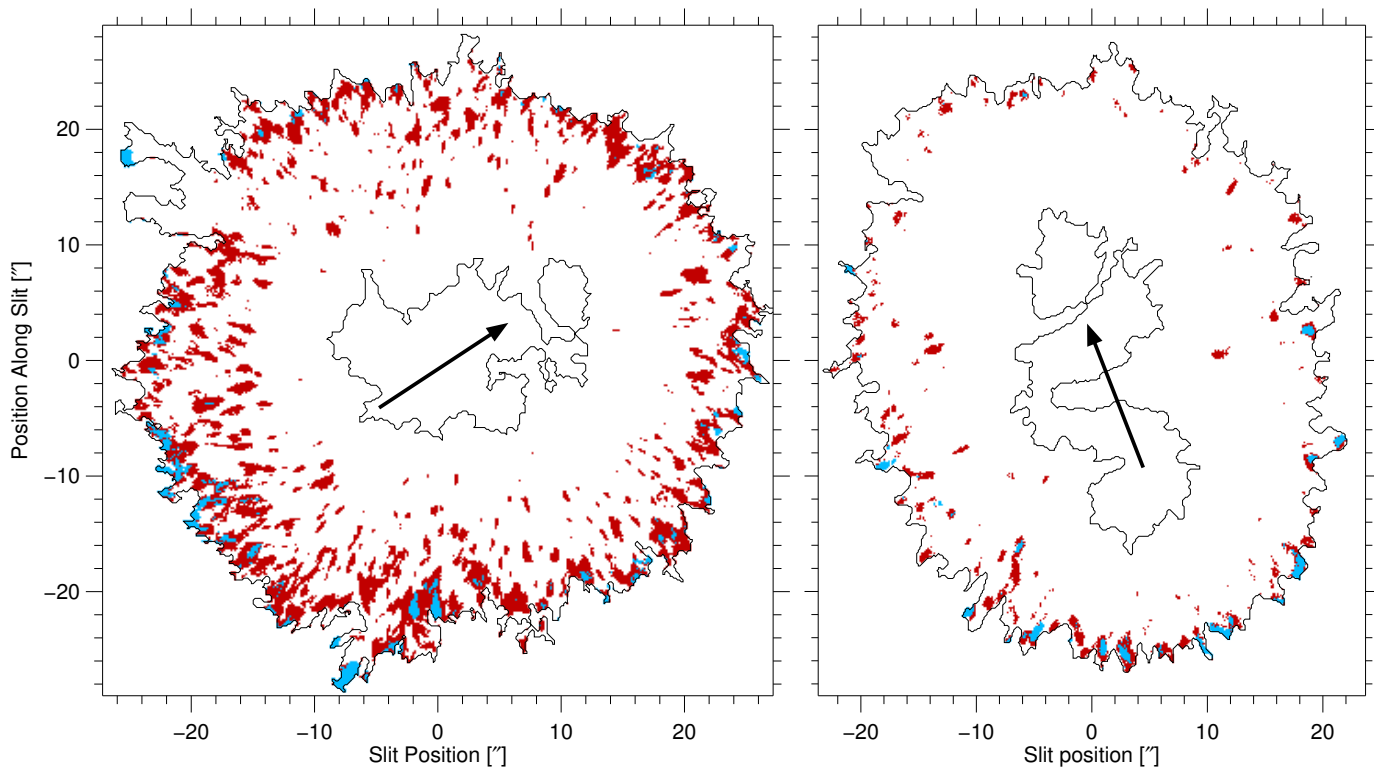 Position Along Slit [″]
20
10
0
−10
−20
−20 −10 0 10 20
Slit Position [″]
−20 −10 0 10 20
Slit position [″]